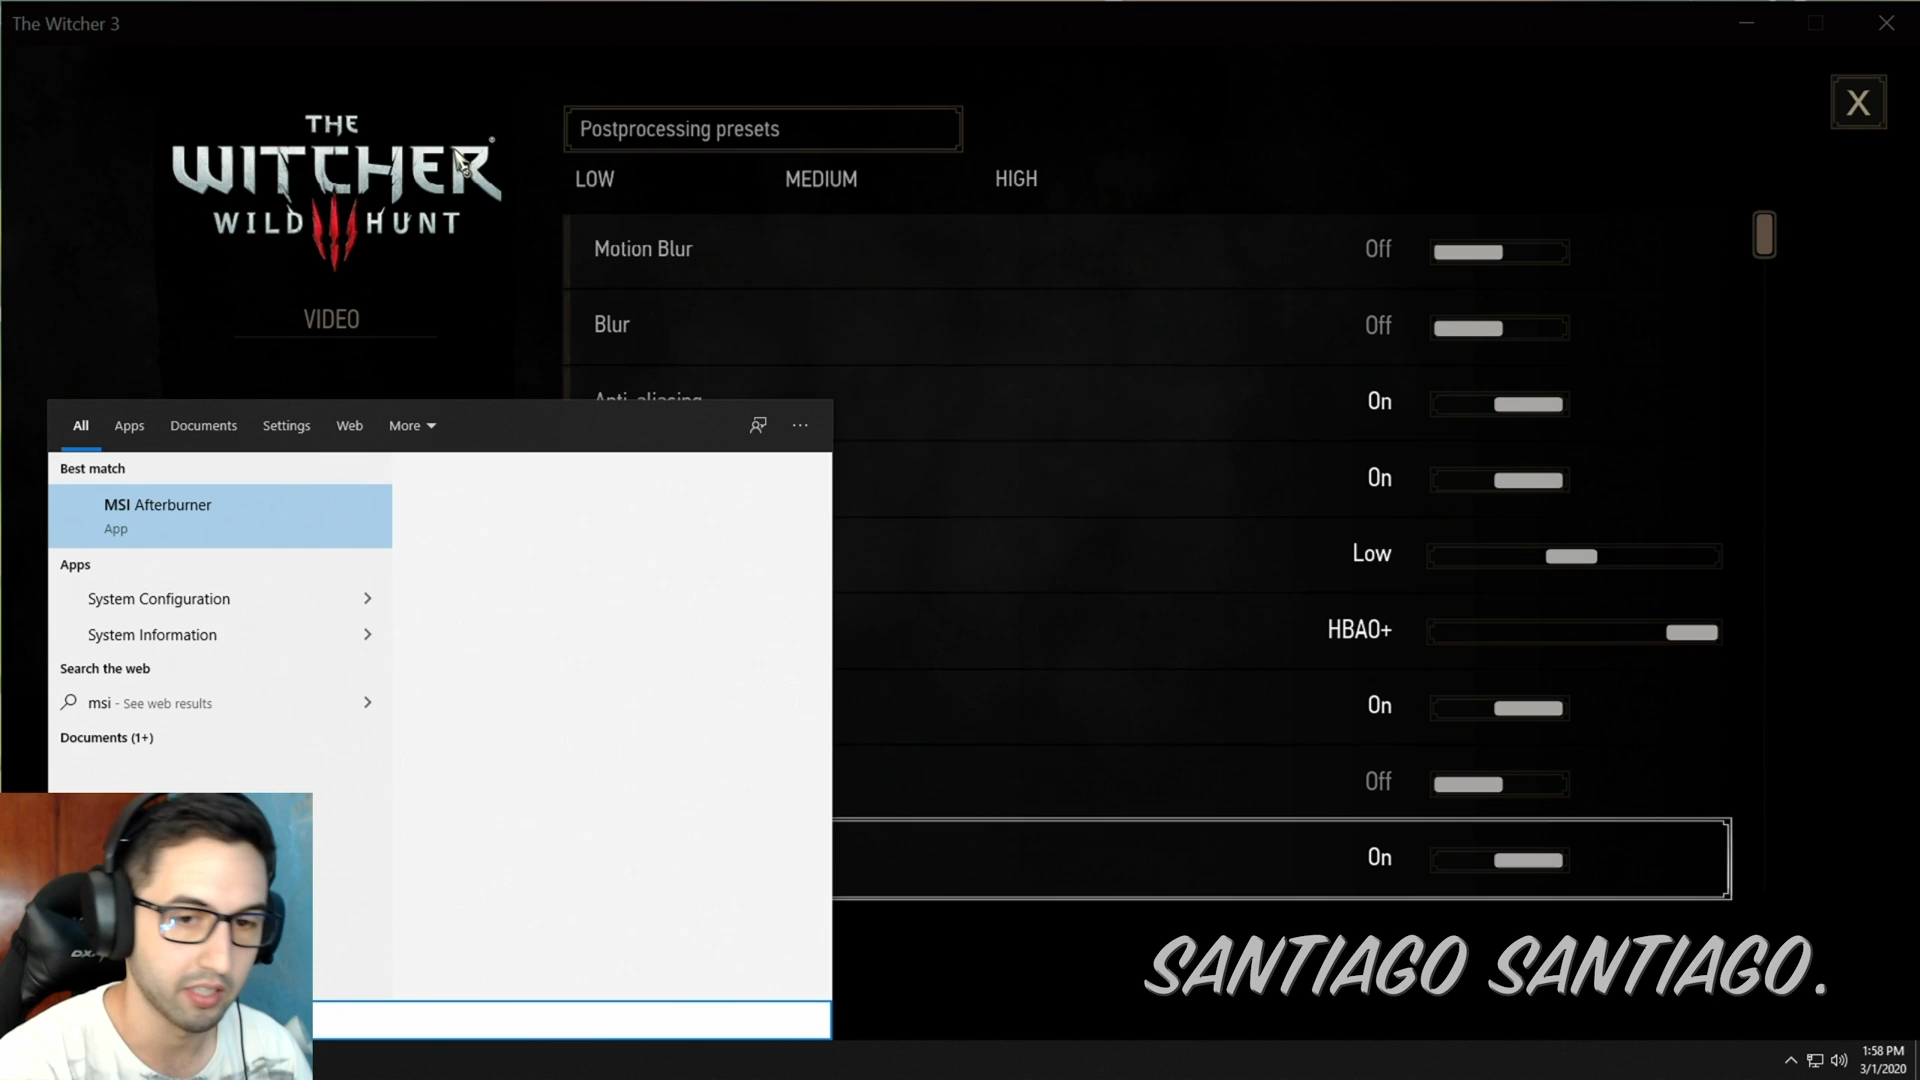 The Witcher 3
X
THE
WITCHER
WILD HUNT
VIDEO
Postprocessing presets
LOW MEDIUM HIGH
Motion Blur Off
Blur Off
Anti-aliasing On
On
Low
HBAO+
On
Off
On
All Apps Documents Settings Web More
Best match
MSI Afterburner
App
Apps
System Configuration
System Information
Search the web
msi - See web results
Documents (1+)
SANTIAGO SANTIAGO.
1:58 PM
3/1/2020